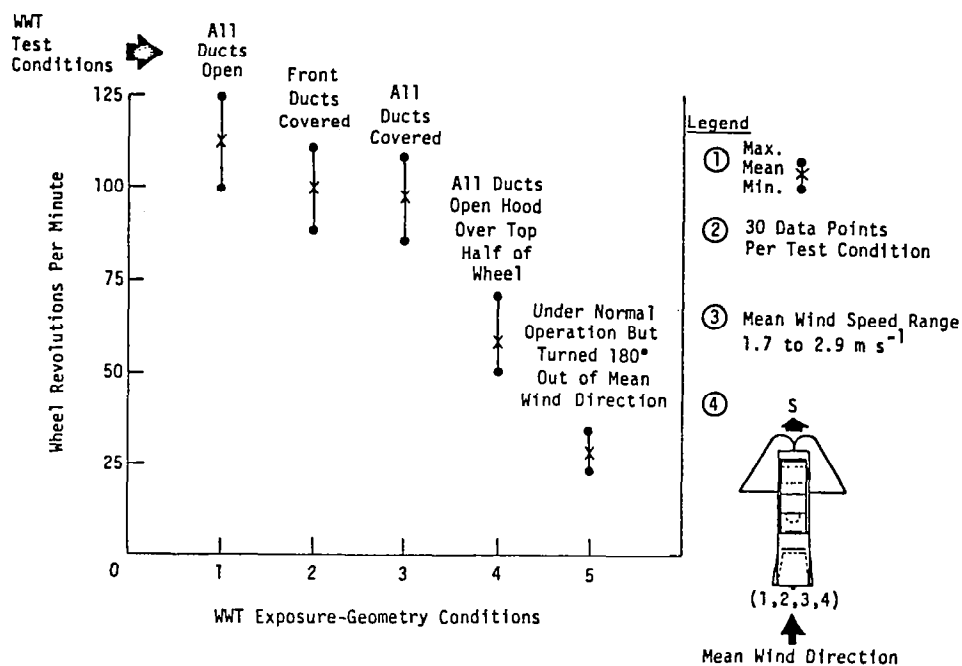 WWT
Test
Conditions
All
Ducts
Open
Front
Ducts
Covered
All
Ducts
Covered
All Ducts
Open Hood
Over Top
Half of
Wheel
Under Normal
Operation But
Turned 180°
Out of Mean
Wind Direction
Wheel Revolutions Per Minute
125
100
75
50
25
0
1
2
3
4
5
WWT Exposure-Geometry Conditions
Legend
1 Max.
Mean
Min.
2 30 Data Points
Per Test Condition
3 Mean Wind Speed Range
1.7 to 2.9 m s⁻¹
4
S
(1,2,3,4)
Mean Wind Direction